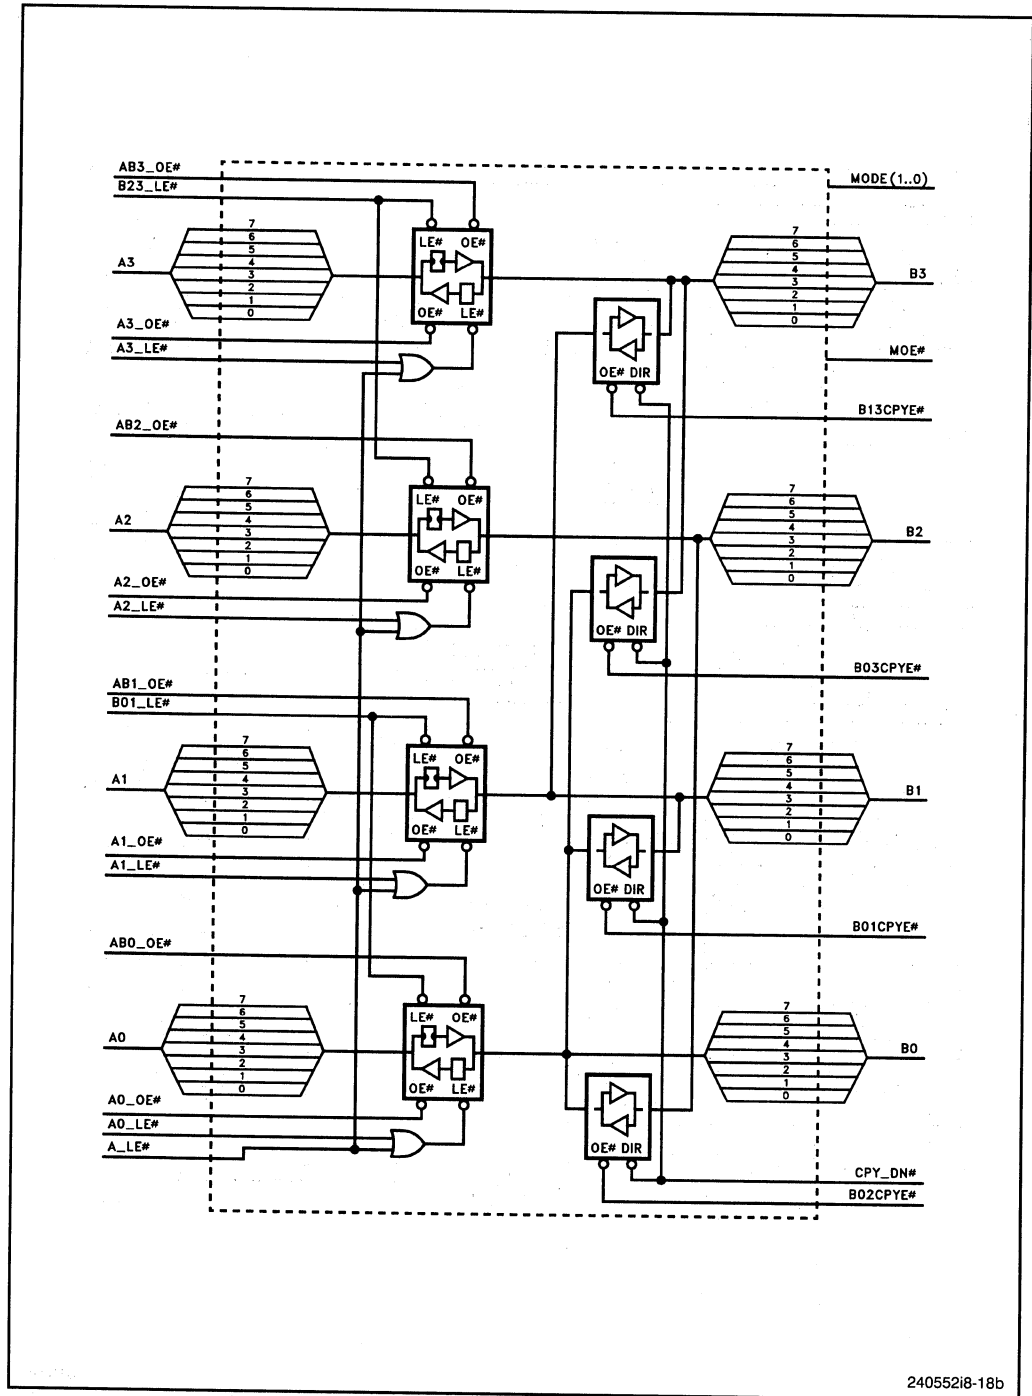 AB3_OE#
B23_LE#
MODE(1..0)
7
6
5
4
3
2
1
0
LE# OE#
OE# LE#
7
6
5
4
3
2
1
0
A3
B3
A3_OE#
A3_LE#
OE# DIR
MOE#
B13CPYE#
AB2_OE#
7
6
5
4
3
2
1
0
LE# OE#
OE# LE#
7
6
5
4
3
2
1
0
A2
B2
A2_OE#
A2_LE#
OE# DIR
B03CPYE#
AB1_OE#
B01_LE#
7
6
5
4
3
2
1
0
LE# OE#
OE# LE#
7
6
5
4
3
2
1
0
A1
B1
A1_OE#
A1_LE#
OE# DIR
B01CPYE#
AB0_OE#
7
6
5
4
3
2
1
0
LE# OE#
OE# LE#
7
6
5
4
3
2
1
0
A0
B0
A0_OE#
A0_LE#
A_LE#
OE# DIR
CPY_DN#
B02CPYE#
240552i8-18b